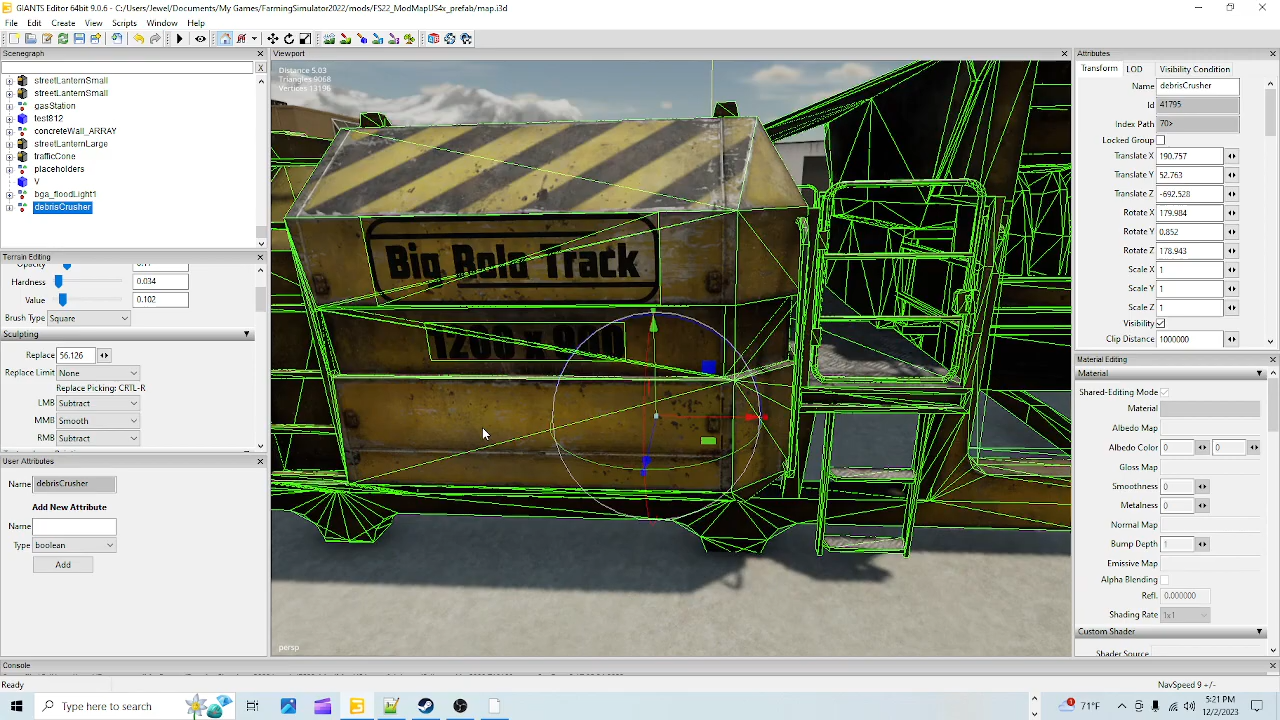 GIANTS Editor 64bit 9.0.6 - C:/Users/Jewel/Documents/My Games/FarmingSimulator2022/mods/FS22_ModMapUS4x_prefab/map.i3d
File Edit View Create Scripts Window Help
Scenegraph
X
streetLanternSmall
streetLanternSmall
gasStation
test812
concreteWall_ARRAY
streetLanternLarge
trafficCone
placeholders
V
bga_floodLight1
debrisCrusher
Terrain Editing
Hardness 0.034
Value 0.102
Brush Type Square
Sculpting
Replace 56.126
Replace Limit None
Replace Picking: CRTL-R
LMB Subtract
MMB Smooth
RMB Subtract
User Attributes
Name debrisCrusher
Add New Attribute
Name
Type boolean
Add
Viewport
Distance 5.03
Triangles 9068
Vertices 13196
Big Bold Track
1200 x 800
persp
Attributes
Transform LOD Visibility Condition
Name debrisCrusher
Id 41795
Index Path 70>
Locked Group
Translate X 190.757
Translate Y 52.763
Translate Z -692.528
Rotate X 179.984
Rotate Y 0.852
Rotate Z 178.943
Scale X 1
Scale Y 1
Scale Z 1
Visibility
Clip Distance 1000000
Material Editing
Material
Shared-Editing Mode
Material
Albedo Map
Albedo Color 0 0
Gloss Map
Smoothness 0
Metalness 0
Normal Map
Bump Depth 1
Emissive Map
Alpha Blending
Refl. 0.000000
Shading Rate 1x1
Custom Shader
Console
Ready
NavSpeed 9 +/-
Type here to search
71°F
5:21 PM
12/2/2023